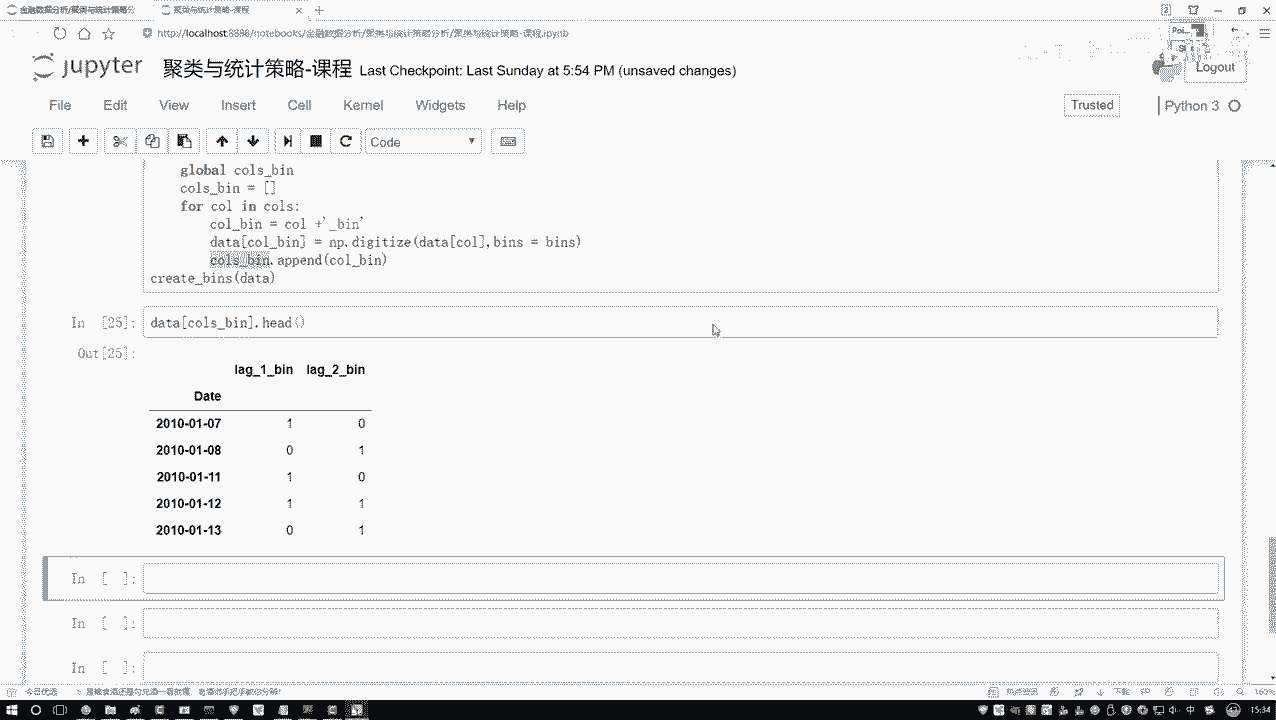 金融数据分析/聚类与统计策略分
聚类与统计策略-课程
http://localhost:8888/notebooks/金融数据分析/聚类与统计策略分析/聚类与统计策略-课程.ipynb
jupyter 聚类与统计策略-课程 Last Checkpoint: Last Sunday at 5:54 PM (unsaved changes)
Logout
File Edit View Insert Cell Kernel Widgets Help
Trusted Python 3
Code
global cols_bin
cols_bin = []
for col in cols:
col_bin = col +'_bin'
data[col_bin] = np.digitize(data[col],bins = bins)
cols_bin.append(col_bin)
create_bins(data)
In [25]: data[cols_bin].head()
Out[25]:
lag_1_bin lag_2_bin
Date
2010-01-07 1 0
2010-01-08 0 1
2010-01-11 1 0
2010-01-12 1 1
2010-01-13 0 1
In [ ]:
In [ ]:
In [ ]:
今日优选
热点资讯
下载
160%
中
15:34